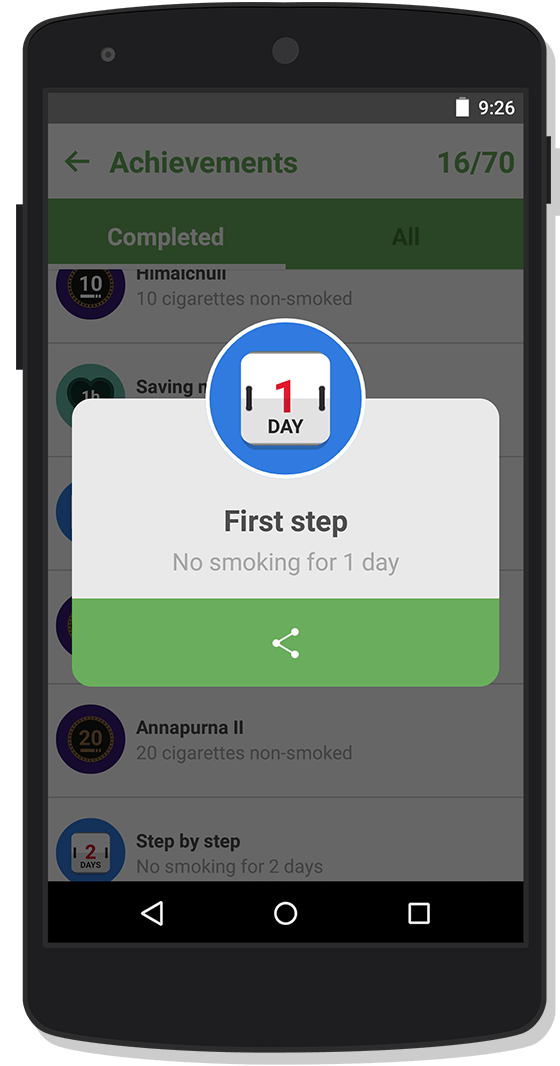 9:26
Achievements 16/70
Completed All
10 Himalchuli
10 cigarettes non-smoked
1h Saving
1
DAY
First step
No smoking for 1 day
20 Annapurna II
20 cigarettes non-smoked
Step by step
2
DAYS
No smoking for 2 days